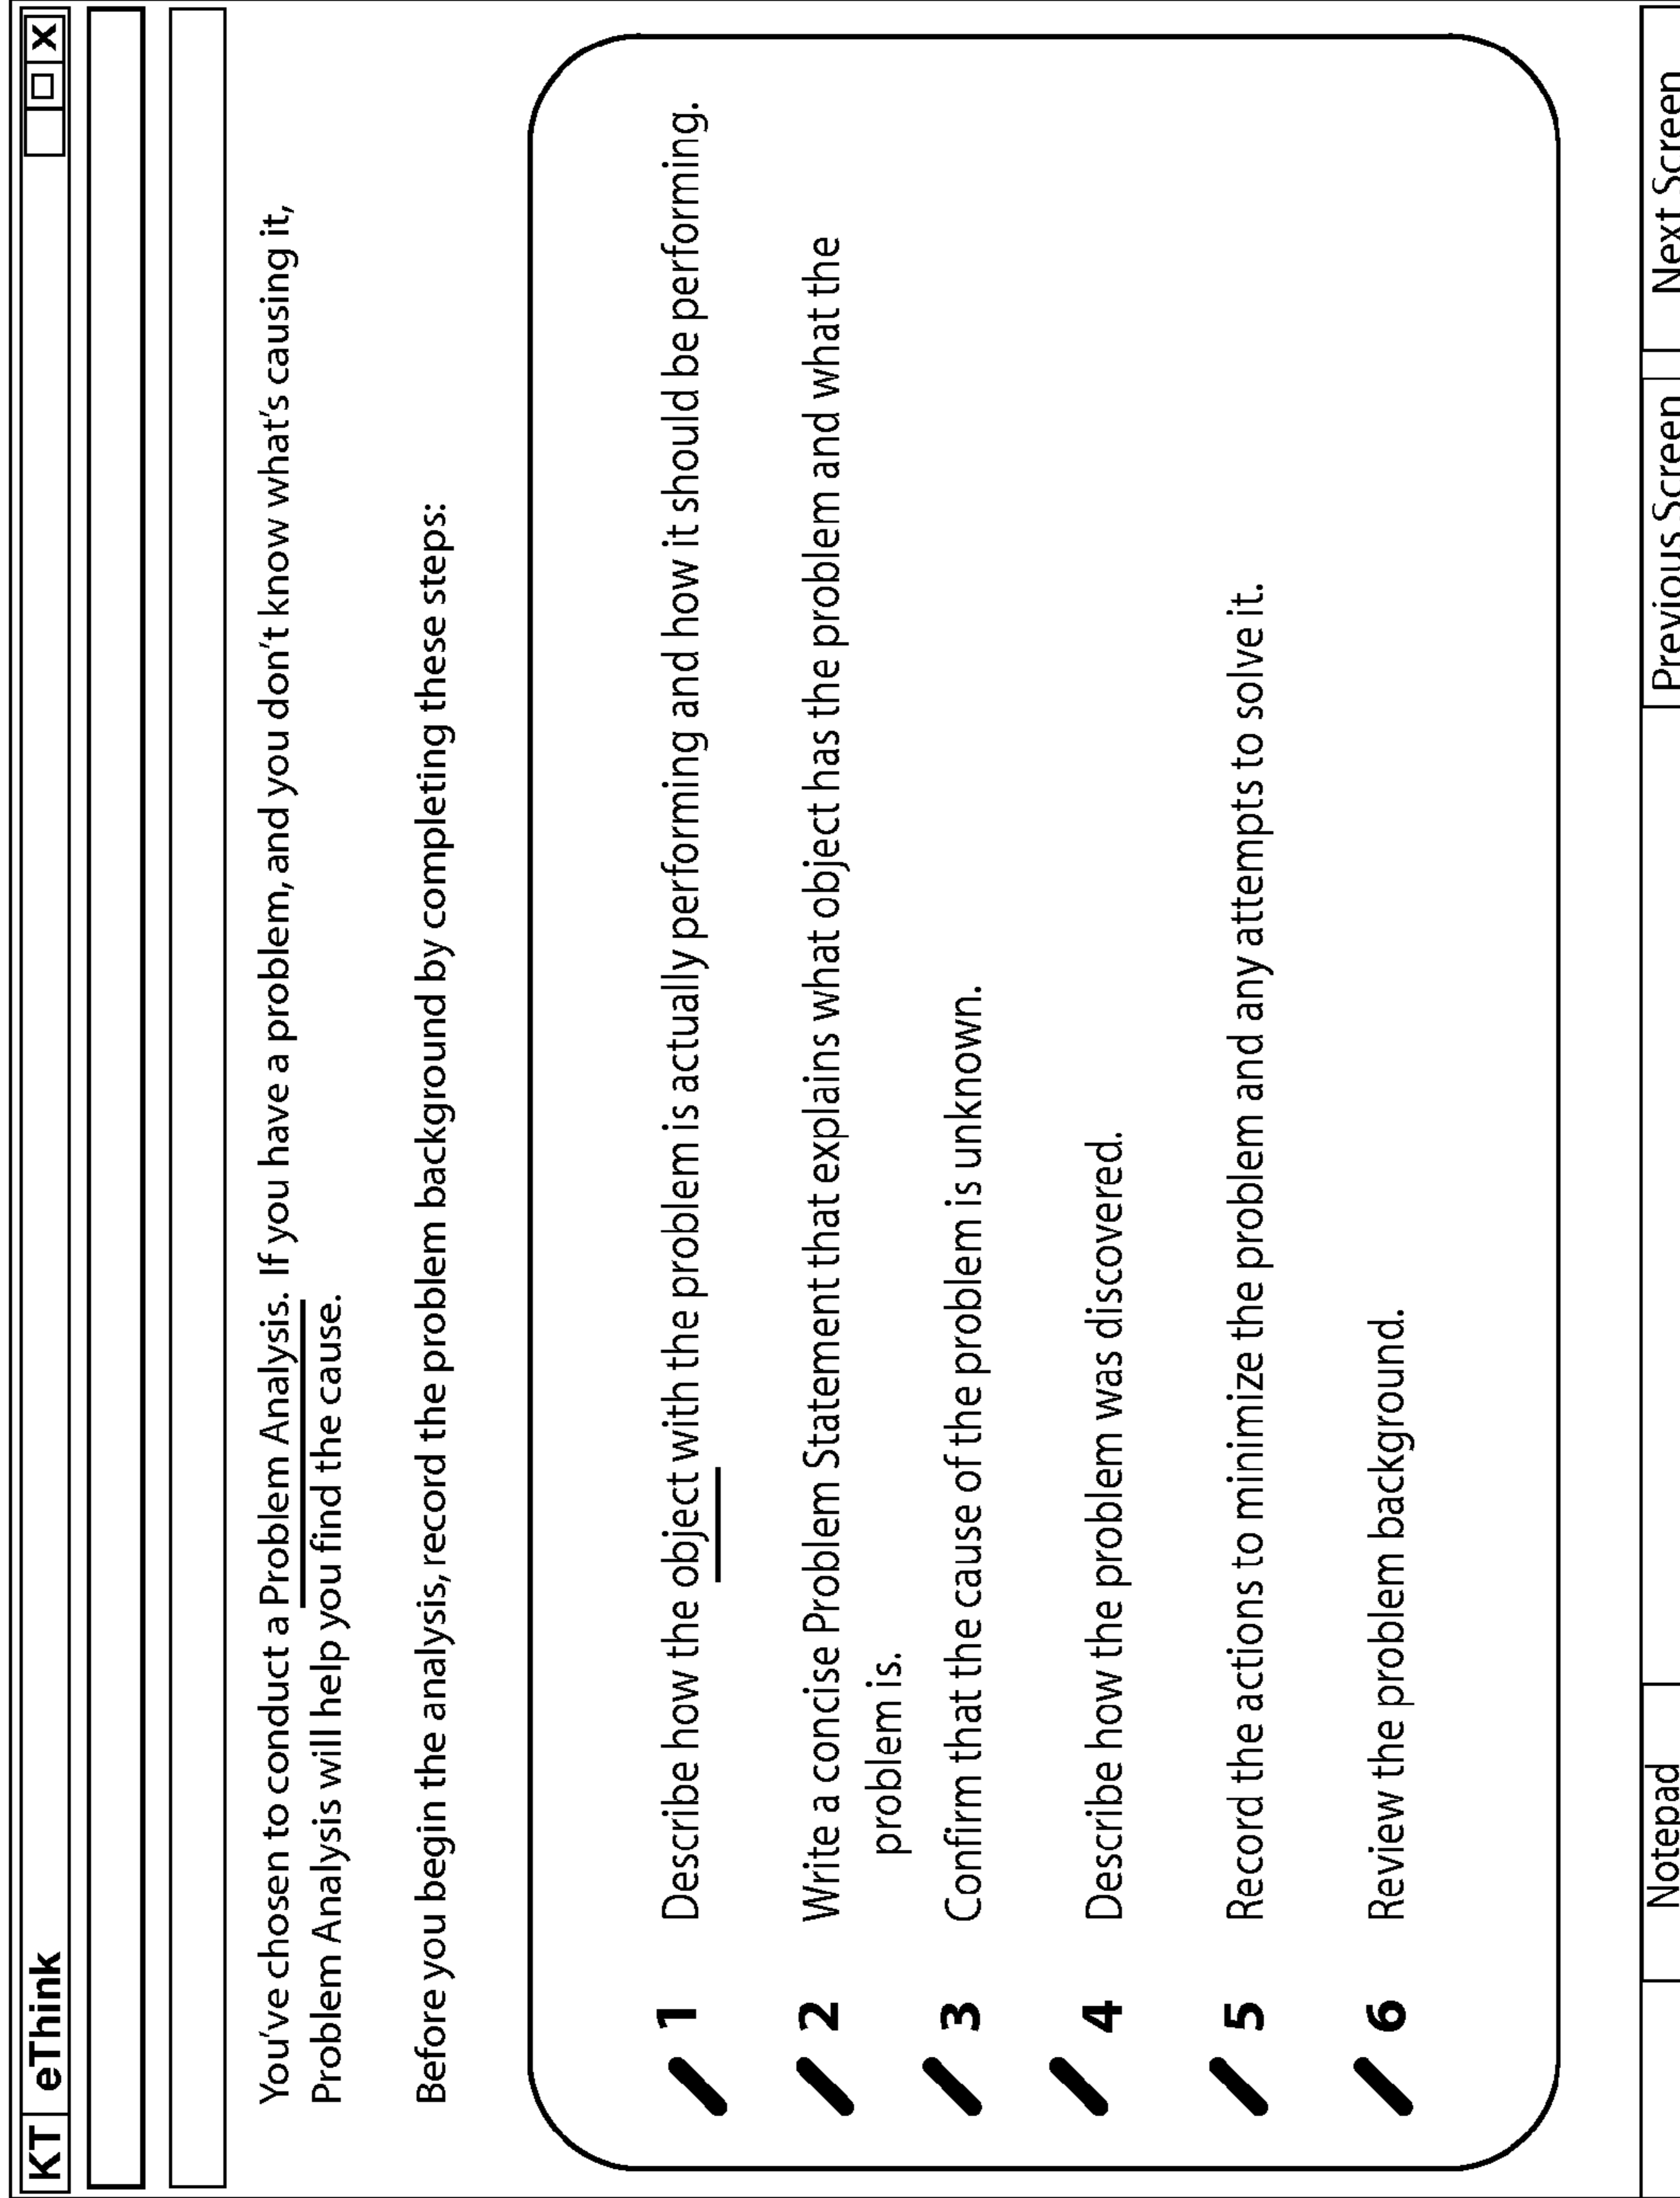 KT eThink X
You've chosen to conduct a Problem Analysis. If you have a problem, and you don't know what's causing it,
Problem Analysis will help you find the cause.
Before you begin the analysis, record the problem background by completing these steps:
1 Describe how the object with the problem is actually performing and how it should be performing.
2 Write a concise Problem Statement that explains what object has the problem and what the
problem is.
3 Confirm that the cause of the problem is unknown.
4 Describe how the problem was discovered.
5 Record the actions to minimize the problem and any attempts to solve it.
6 Review the problem background.
Notepad Previous Screen Next Screen